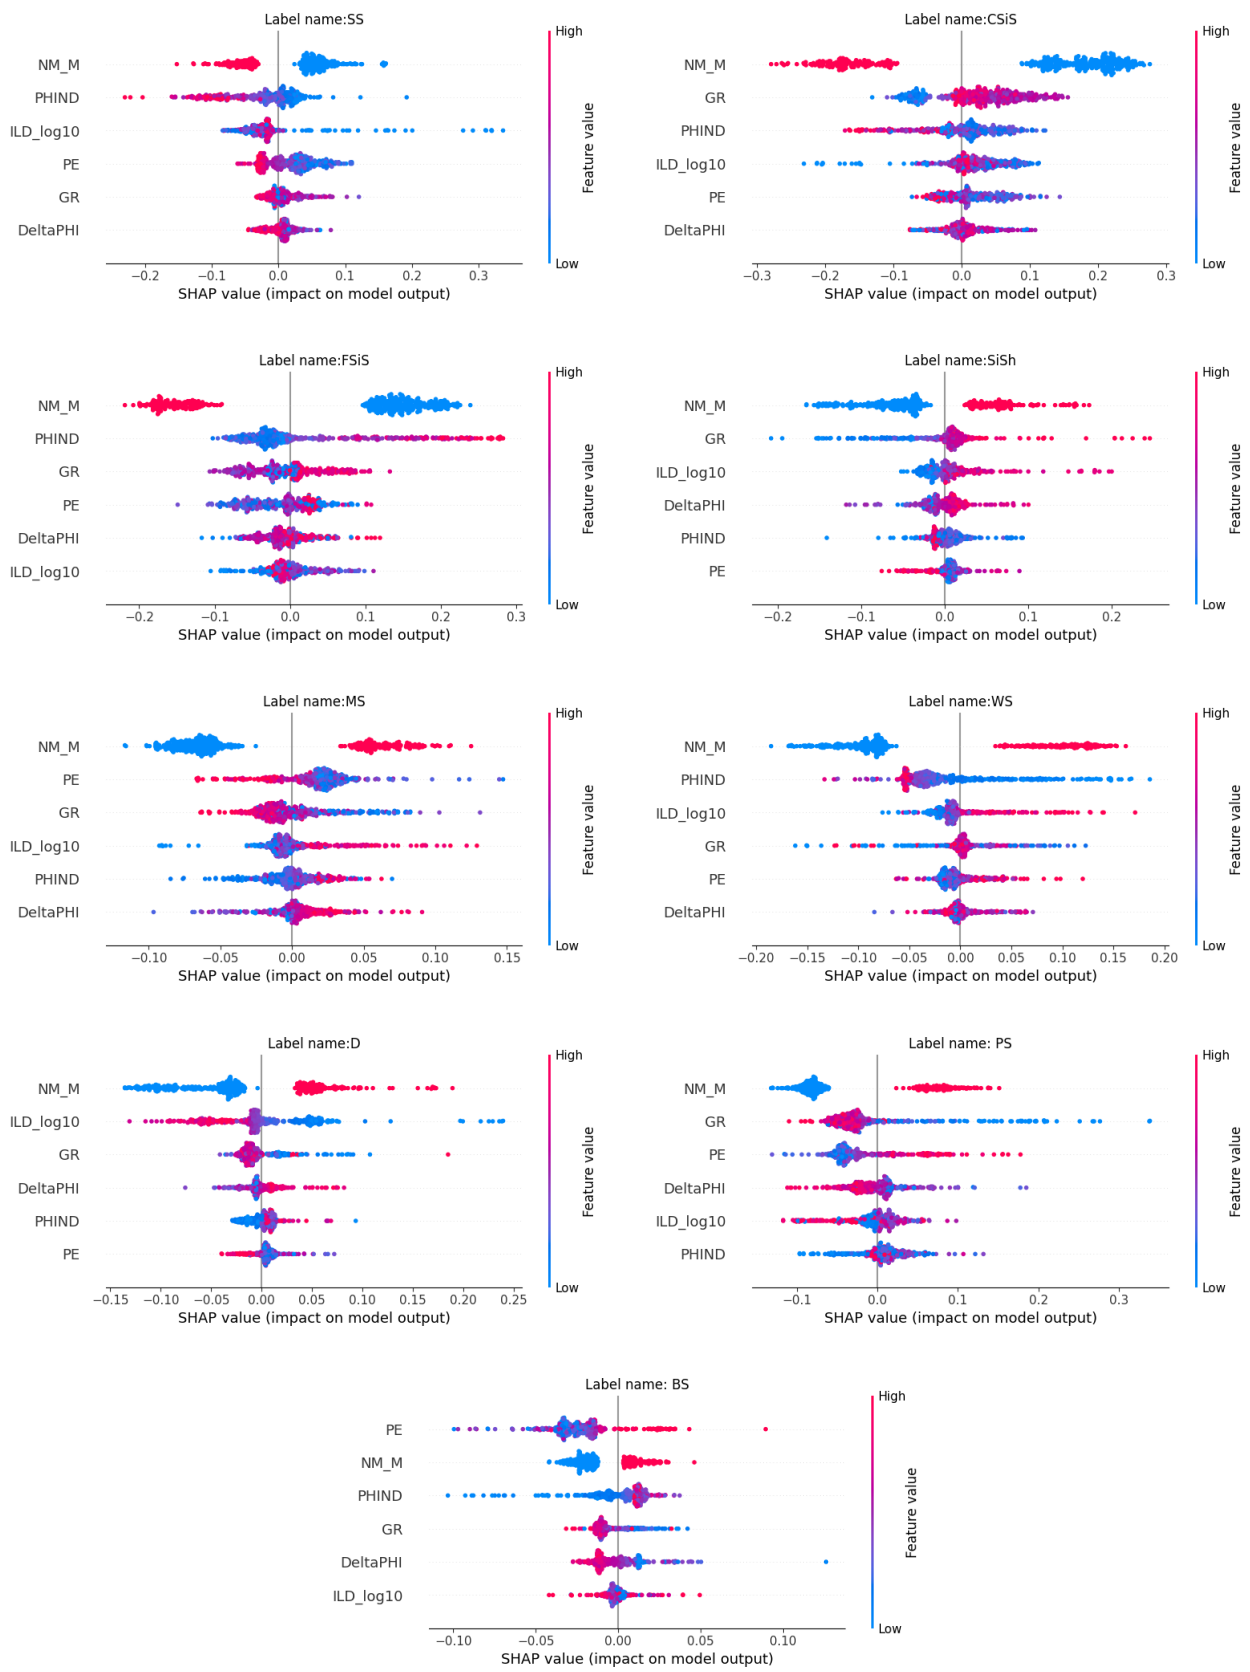 Label name:SS
High
NM_M
PHIND
ILD_log10
PE
GR
DeltaPHI
Feature value
Low
−0.2 −0.1 0.0 0.1 0.2 0.3
SHAP value (impact on model output)
Label name:CSiS
High
NM_M
GR
PHIND
ILD_log10
PE
DeltaPHI
Feature value
Low
−0.3 −0.2 −0.1 0.0 0.1 0.2 0.3
SHAP value (impact on model output)
Label name:FSiS
High
NM_M
PHIND
GR
PE
DeltaPHI
ILD_log10
Feature value
Low
−0.2 −0.1 0.0 0.1 0.2 0.3
SHAP value (impact on model output)
Label name:SiSh
High
NM_M
GR
ILD_log10
DeltaPHI
PHIND
PE
Feature value
Low
−0.2 −0.1 0.0 0.1 0.2
SHAP value (impact on model output)
Label name:MS
High
NM_M
PE
GR
ILD_log10
PHIND
DeltaPHI
Feature value
Low
−0.10 −0.05 0.00 0.05 0.10 0.15
SHAP value (impact on model output)
Label name:WS
High
NM_M
PHIND
ILD_log10
GR
PE
DeltaPHI
Feature value
Low
−0.20 −0.15 −0.10 −0.05 0.00 0.05 0.10 0.15 0.20
SHAP value (impact on model output)
Label name:D
High
NM_M
ILD_log10
GR
DeltaPHI
PHIND
PE
Feature value
Low
−0.15 −0.10 −0.05 0.00 0.05 0.10 0.15 0.20 0.25
SHAP value (impact on model output)
Label name: PS
High
NM_M
GR
PE
DeltaPHI
ILD_log10
PHIND
Feature value
Low
−0.1 0.0 0.1 0.2 0.3
SHAP value (impact on model output)
Label name: BS
High
PE
NM_M
PHIND
GR
DeltaPHI
ILD_log10
Feature value
Low
−0.10 −0.05 0.00 0.05 0.10
SHAP value (impact on model output)